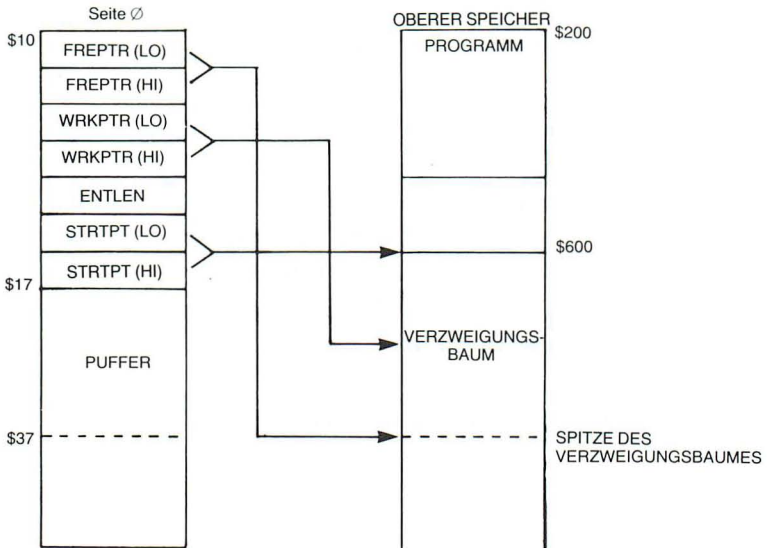 Seite Ø
$10
FREPTR (LO)
FREPTR (HI)
WRKPTR (LO)
WRKPTR (HI)
ENTLEN
STRTPT (LO)
STRTPT (HI)
$17
PUFFER
$37
OBERER SPEICHER
$200
PROGRAMM
$600
VERZWEIGUNGS-
BAUM
SPITZE DES
VERZWEIGUNGSBAUMES